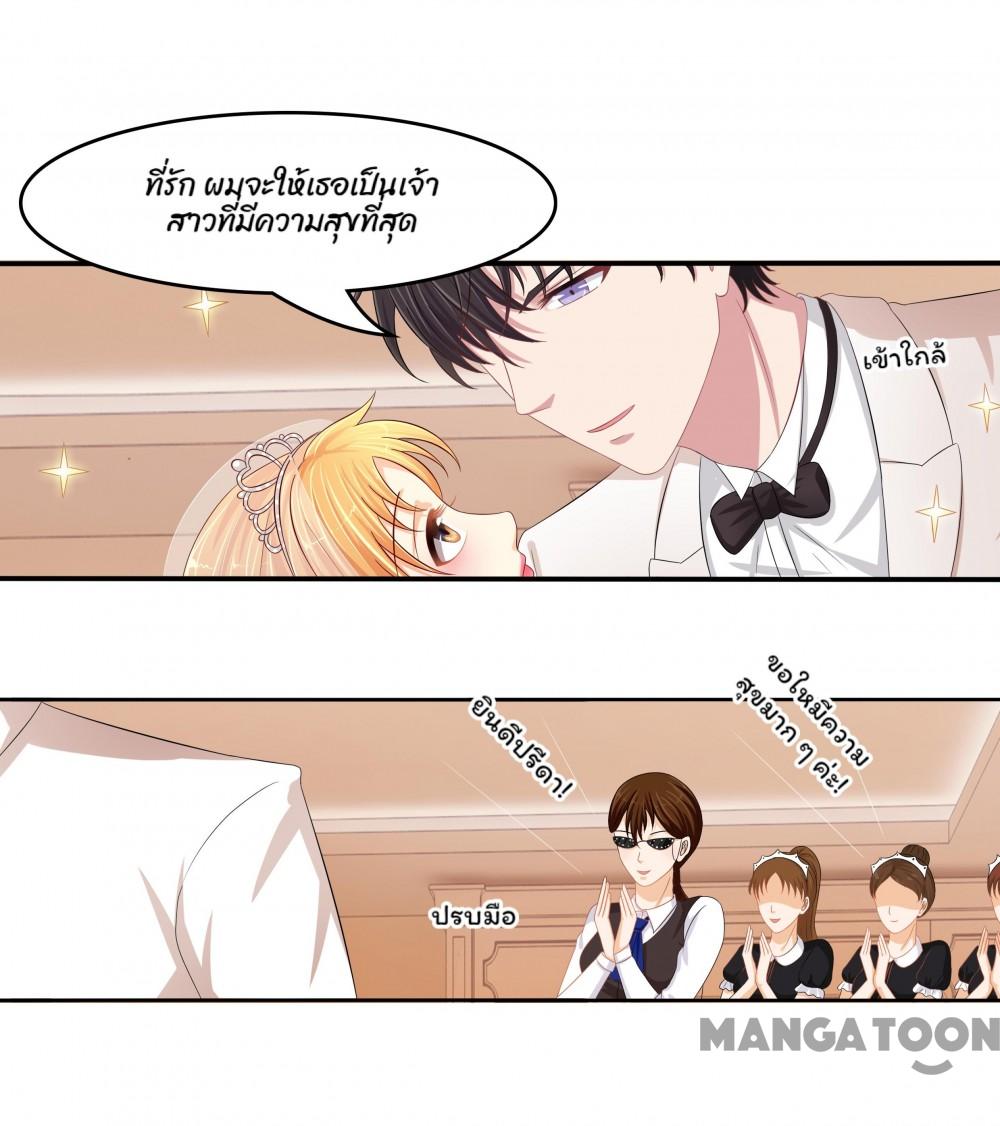 ที่รัก ผมจะให้เธอเป็นเจ้า
สาวที่มีความสุขที่สุด
เข้าใกล้
ยินดีปรีดา!
ขอให้มีความ
สุขมาก ๆ ค่ะ!
ปรบมือ
MANGATOON